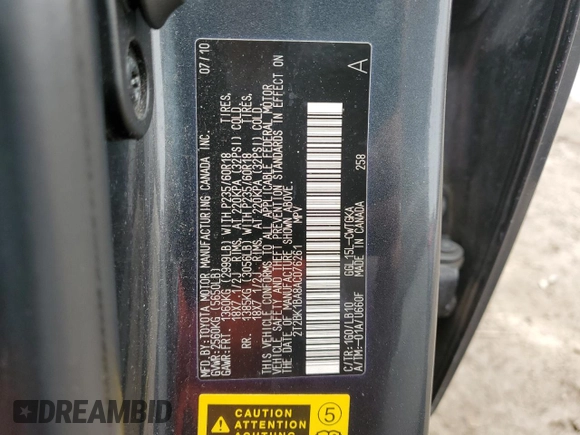 MFD.BY:TOYOTA MOTOR MANUFACTURING CANADA INC. 07/10
GVWR:2560KG(5650LB)
GAWR:FRT. 1360KG(2999LB)WITH P235/60R18 TIRES,
18X7 1/2J RIMS, AT 220KPA(32PSI)COLD.
RR. 1385KG(3056LB)WITH P235/60R18 TIRES,
18X7 1/2J RIMS, AT 220KPA(32PSI)COLD.
THIS VEHICLE CONFORMS TO ALL APPLICABLE FEDERAL MOTOR
VEHICLE SAFETY AND THEFT PREVENTION STANDARDS IN EFFECT ON
THE DATE OF MANUFACTURE SHOWN ABOVE.
2T2BK1BA8AC076261 MPV
A
C/TR:1G0/LB10 GGL15L-CWTGKA 258
A/TM:-01A/U660F MADE IN CANADA
CAUTION
ATTENTION
5
DREAMBID